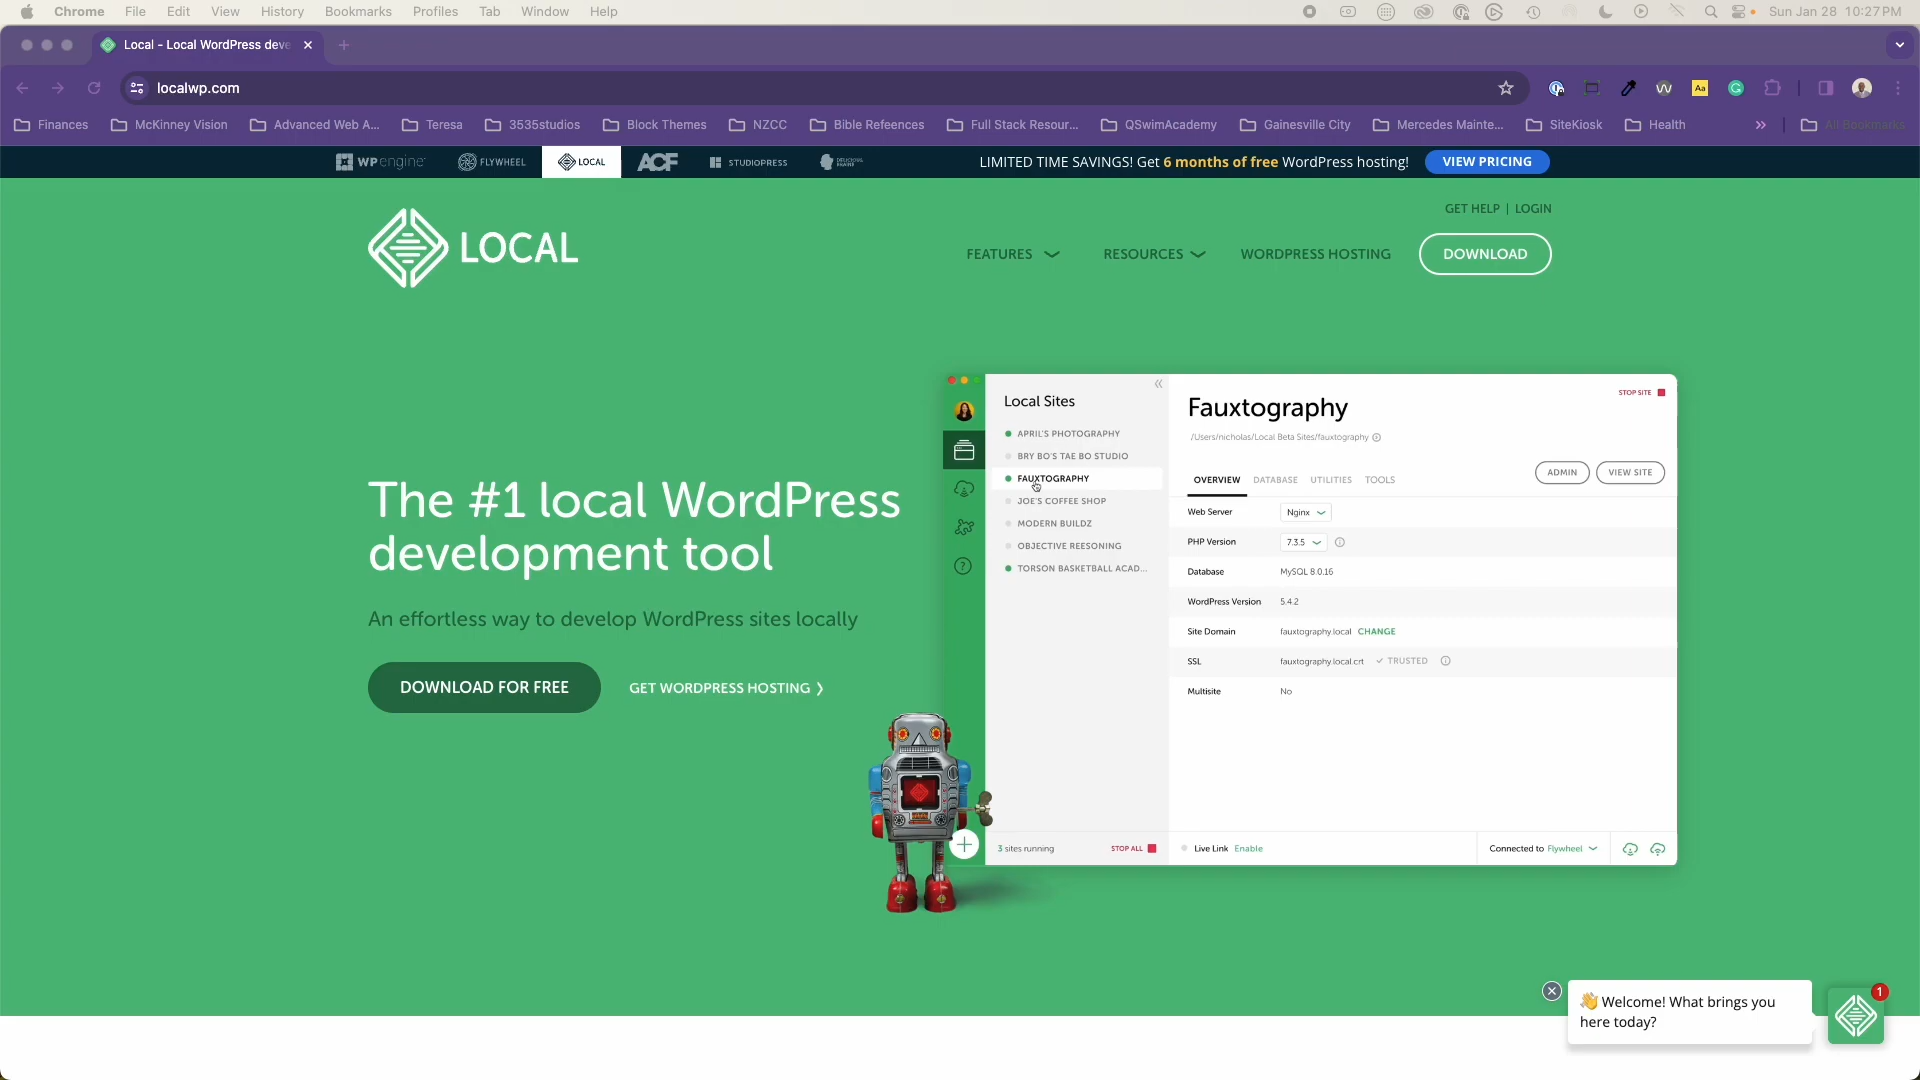 Chrome File Edit View History Bookmarks Profiles Tab Window Help
Sun Jan 28 10:27 PM
Local - Local WordPress deve
localwp.com
Finances McKinney Vision Advanced Web A... Teresa 3535studios Block Themes NZCC Bible Refeences Full Stack Resour... QSwimAcademy Gainesville City Mercedes Mainte... SiteKiosk Health » All Bookmarks
WP engine FLYWHEEL LOCAL ACF STUDIOPRESS
LIMITED TIME SAVINGS! Get 6 months of free WordPress hosting! VIEW PRICING
GET HELP | LOGIN
LOCAL
FEATURES RESOURCES WORDPRESS HOSTING DOWNLOAD
The #1 local WordPress
development tool
An effortless way to develop WordPress sites locally
DOWNLOAD FOR FREE GET WORDPRESS HOSTING ❯
Local Sites
APRIL'S PHOTOGRAPHY
BRY BO'S TAE BO STUDIO
FAUXTOGRAPHY
JOE'S COFFEE SHOP
MODERN BUILDZ
OBJECTIVE REESONING
TORSON BASKETBALL ACAD...
3 sites running STOP ALL
STOP SITE
Fauxtography
/Users/nicholas/Local Beta Sites/fauxtography
ADMIN VIEW SITE
OVERVIEW DATABASE UTILITIES TOOLS
Web Server Nginx
PHP Version 7.3.5
Database MySQL 8.0.16
WordPress Version 5.4.2
Site Domain fauxtography.local CHANGE
SSL fauxtography.local.crt ✓ TRUSTED
Multisite No
Live Link Enable
Connected to Flywheel
👋 Welcome! What brings you
here today?
1